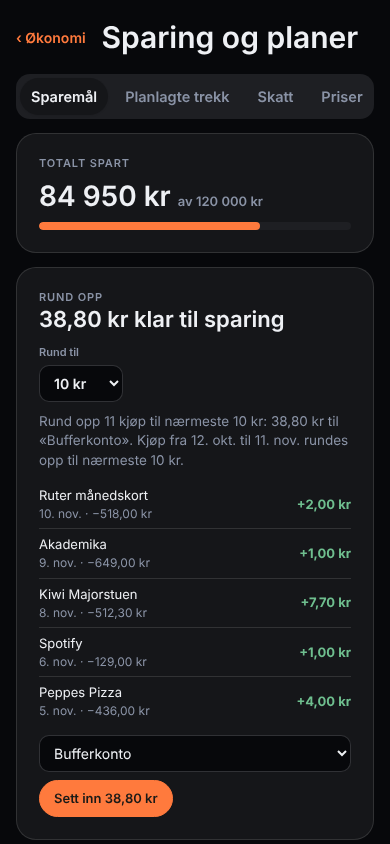 ‹ Økonomi Sparing og planer
Sparemål Planlagte trekk Skatt Priser
TOTALT SPART
84 950 kr av 120 000 kr
RUND OPP
38,80 kr klar til sparing
Rund til
10 kr
Rund opp 11 kjøp til nærmeste 10 kr: 38,80 kr til
«Bufferkonto». Kjøp fra 12. okt. til 11. nov. rundes
opp til nærmeste 10 kr.
Ruter månedskort
10. nov. · −518,00 kr
+2,00 kr
Akademika
9. nov. · −649,00 kr
+1,00 kr
Kiwi Majorstuen
8. nov. · −512,30 kr
+7,70 kr
Spotify
6. nov. · −129,00 kr
+1,00 kr
Peppes Pizza
5. nov. · −436,00 kr
+4,00 kr
Bufferkonto
Sett inn 38,80 kr